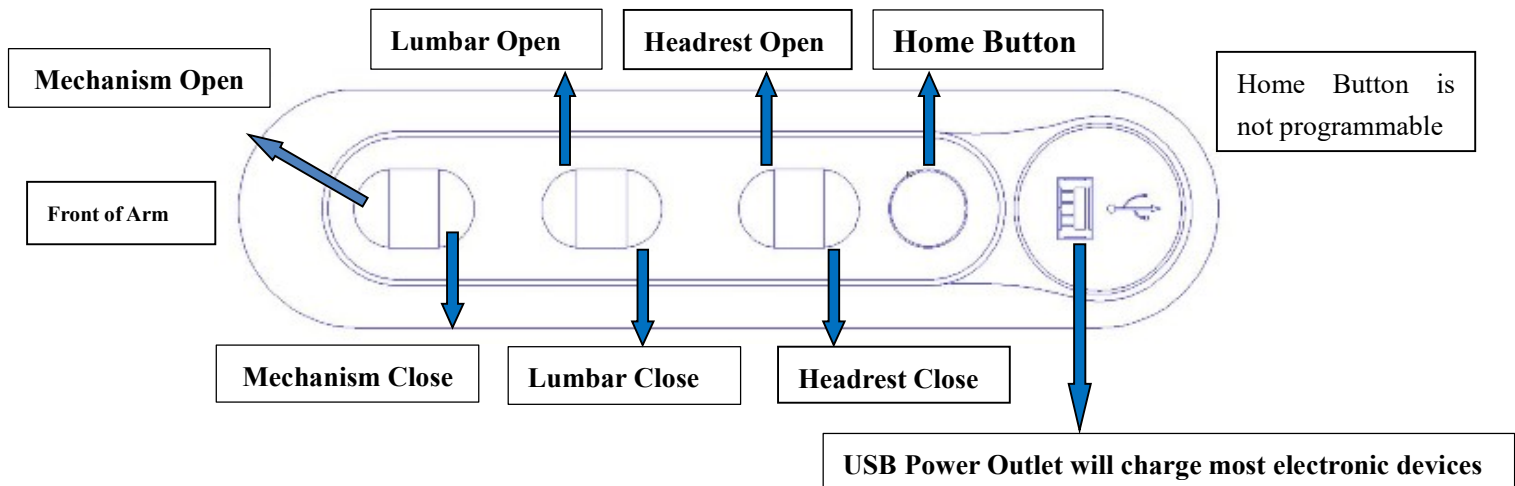 Lumbar Open
Headrest Open
Home Button
Mechanism Open
Home Button is
not programmable
Front of Arm
Mechanism Close
Lumbar Close
Headrest Close
USB Power Outlet will charge most electronic devices